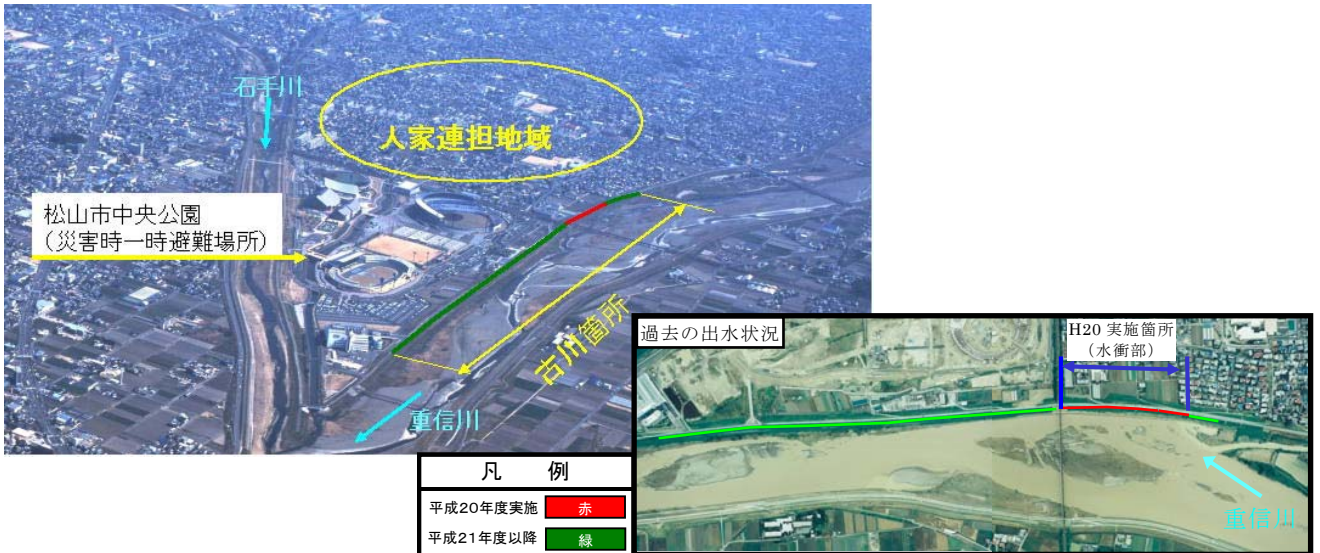 石手川
人家連担地域
松山市中央公園
（災害時一時避難場所）
古川箇所
重信川
過去の出水状況
H20 実施箇所
（水衝部）
重信川
凡　例
平成20年度実施 赤
平成21年度以降 緑